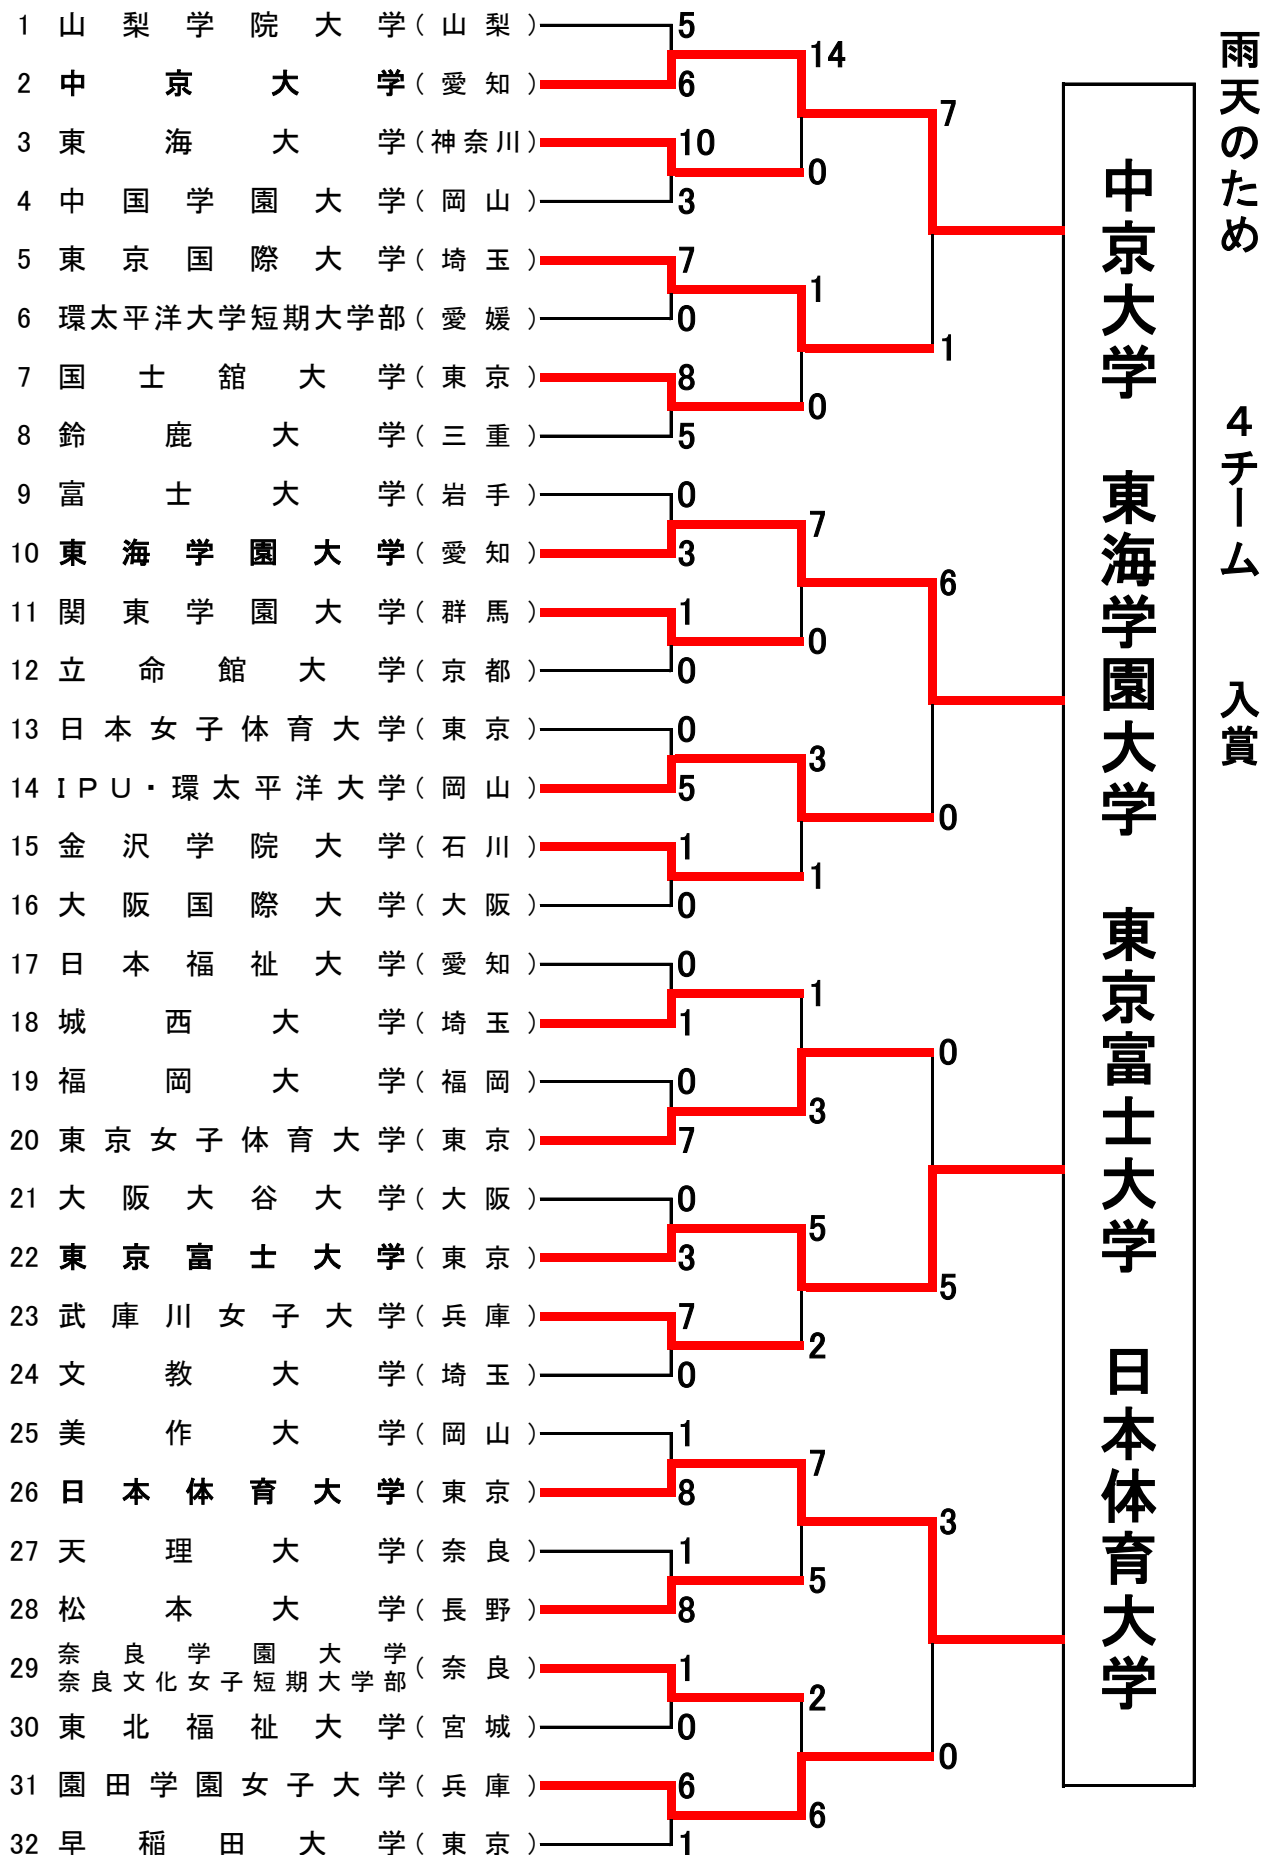 1 山梨学院大学(山梨) 5
2 中京大学(愛知) 6
3 東海大学(神奈川) 10
4 中国学園大学(岡山) 3
5 東京国際大学(埼玉) 7
6 環太平洋大学短期大学部(愛媛) 0
7 国士舘大学(東京) 8
8 鈴鹿大学(三重) 5
9 富士大学(岩手) 0
10 東海学園大学(愛知) 3
11 関東学園大学(群馬) 1
12 立命館大学(京都) 0
13 日本女子体育大学(東京) 0
14 IPU・環太平洋大学(岡山) 5
15 金沢学院大学(石川) 1
16 大阪国際大学(大阪) 0
17 日本福祉大学(愛知) 0
18 城西大学(埼玉) 1
19 福岡大学(福岡) 0
20 東京女子体育大学(東京) 7
21 大阪大谷大学(大阪) 0
22 東京富士大学(東京) 3
23 武庫川女子大学(兵庫) 7
24 文教大学(埼玉) 0
25 美作大学(岡山) 1
26 日本体育大学(東京) 8
27 天理大学(奈良) 1
28 松本大学(長野) 8
29 奈良学園大学
奈良文化女子短期大学部(奈良) 1
30 東北福祉大学(宮城) 0
31 園田学園女子大学(兵庫) 6
32 早稲田大学(東京) 1
14
0
1
0
7
0
3
1
1
3
5
2
7
5
2
6
7
1
6
0
0
5
3
0
中京大学 東海学園大学 東京富士大学 日本体育大学
雨天のため 4チーム 入賞